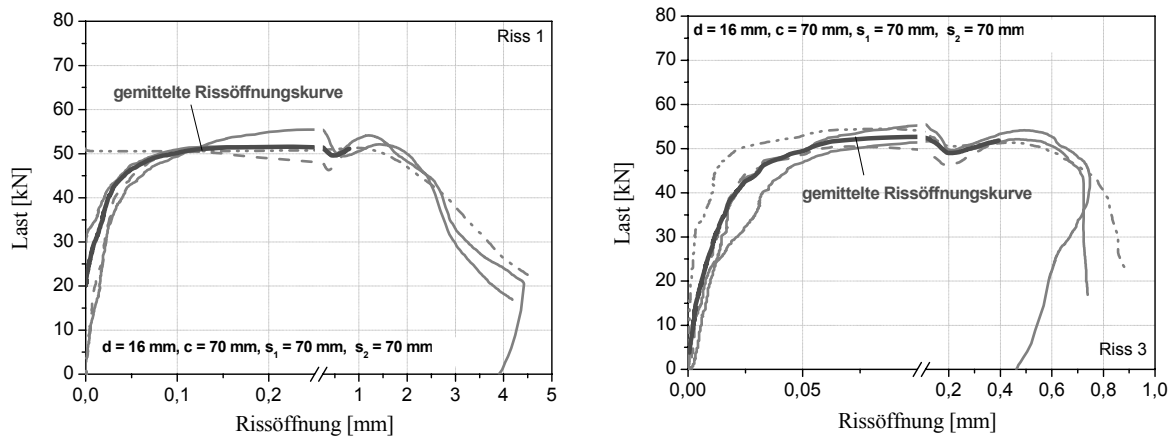 80
70
60
50
40
30
20
10
0
Last [kN]
Riss 1
gemittelte Rissöffnungskurve
d = 16 mm, c = 70 mm, s₁ = 70 mm, s₂ = 70 mm
0,0 0,1 0,2 1 2 3 4 5
Rissöffnung [mm]
80
70
60
50
40
30
20
10
0
Last [kN]
d = 16 mm, c = 70 mm, s₁ = 70 mm, s₂ = 70 mm
gemittelte Rissöffnungskurve
Riss 3
0,00 0,05 0,2 0,4 0,6 0,8 1,0
Rissöffnung [mm]